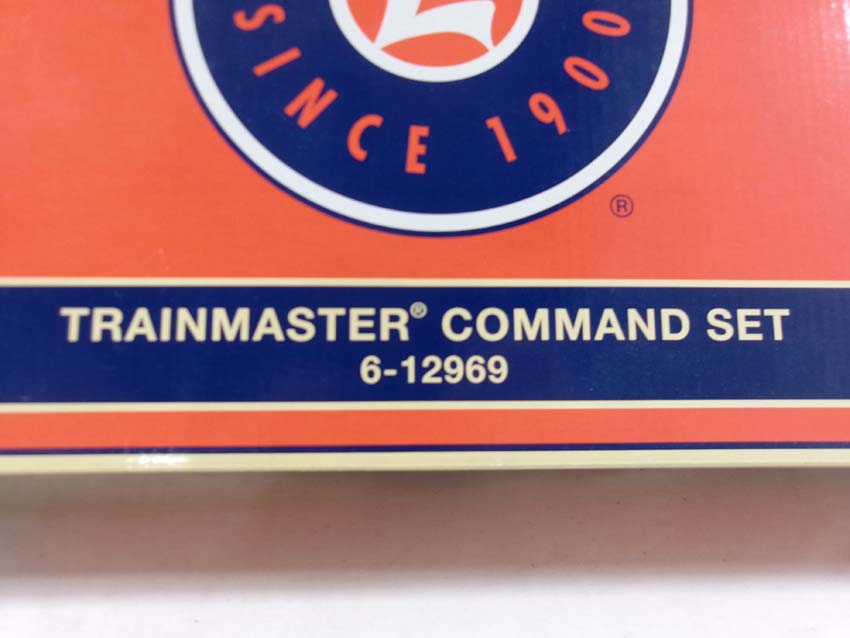 L
SINCE 1900
®
TRAINMASTER® COMMAND SET
6-12969